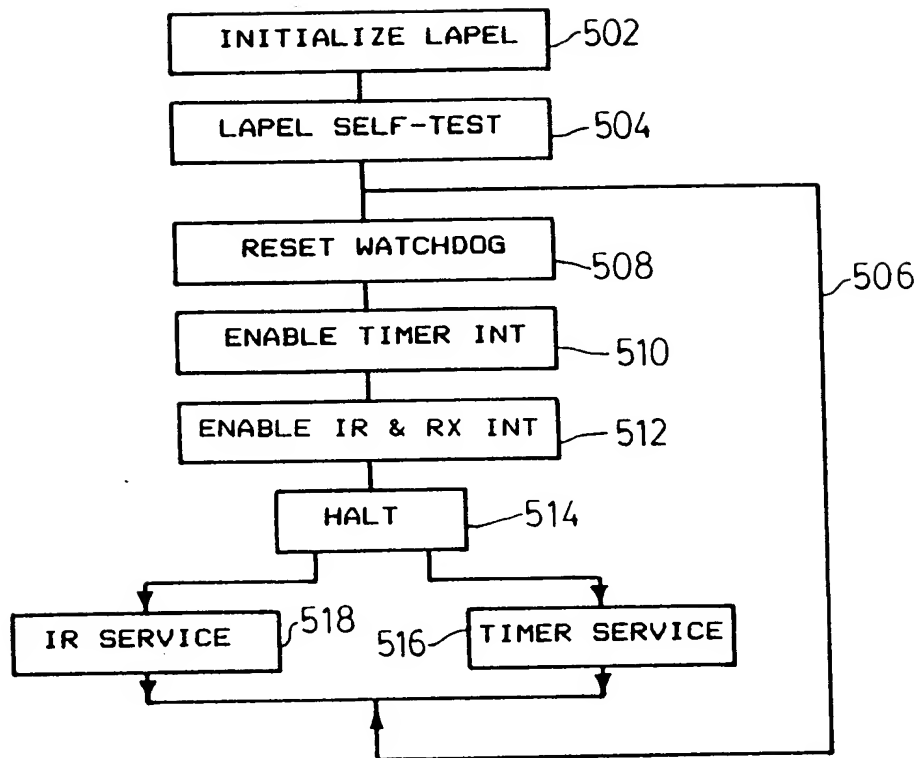 INITIALIZE LAPEL
502
LAPEL SELF-TEST
504
RESET WATCHDOG
508
506
ENABLE TIMER INT
510
ENABLE IR & RX INT
512
HALT
514
IR SERVICE
518
516
TIMER SERVICE